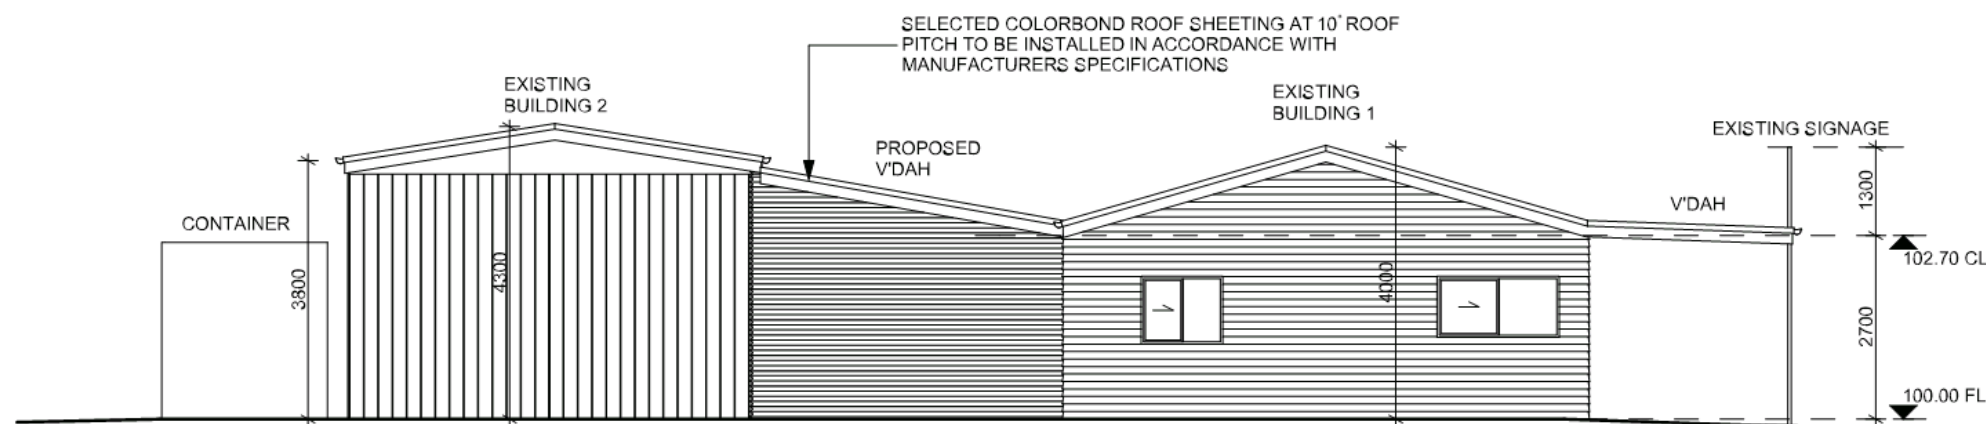 SELECTED COLORBOND ROOF SHEETING AT 10° ROOF
PITCH TO BE INSTALLED IN ACCORDANCE WITH
MANUFACTURERS SPECIFICATIONS
EXISTING
BUILDING 2
EXISTING
BUILDING 1
EXISTING SIGNAGE
PROPOSED
V'DAH
V'DAH
CONTAINER
3800
4300
4000
1300
2700
102.70 CL
100.00 FL